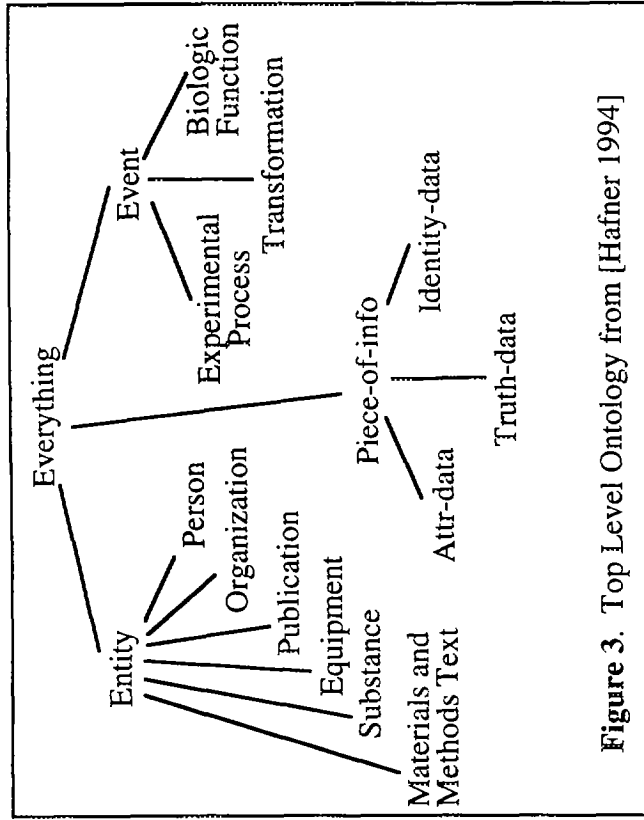 Everything
Entity
Event
Person
Organization
Publication
Equipment
Substance
Materials and
Methods Text
Experimental
Process
Biologic
Function
Transformation
Piece-of-info
Attr-data
Identity-data
Truth-data
Figure 3. Top Level Ontology from [Hafner 1994]